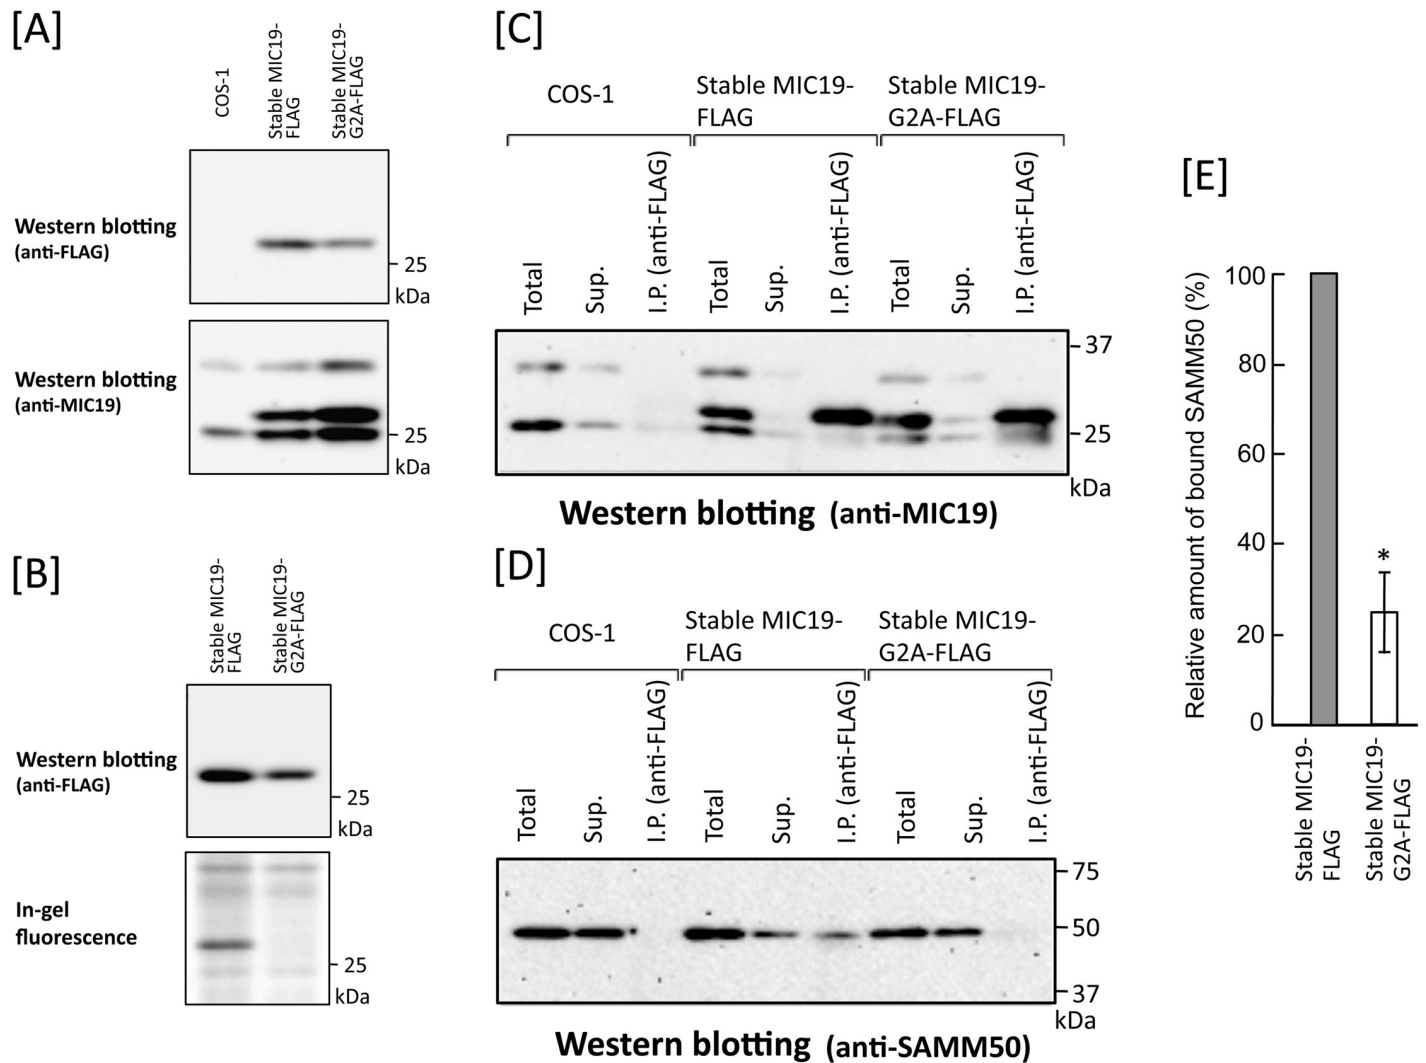 [A]
COS-1
Stable MIC19-
FLAG
Stable MIC19-
G2A-FLAG
Western blotting
(anti-FLAG)
25
kDa
Western blotting
(anti-MIC19)
25
kDa
[B]
Stable MIC19-
FLAG
Stable MIC19-
G2A-FLAG
Western blotting
(anti-FLAG)
25
kDa
In-gel
fluorescence
25
kDa
[C]
COS-1
Stable MIC19-
FLAG
Stable MIC19-
G2A-FLAG
Total
Sup.
I.P. (anti-FLAG)
Total
Sup.
I.P. (anti-FLAG)
Total
Sup.
I.P. (anti-FLAG)
37
25
kDa
Western blotting (anti-MIC19)
[D]
COS-1
Stable MIC19-
FLAG
Stable MIC19-
G2A-FLAG
Total
Sup.
I.P. (anti-FLAG)
Total
Sup.
I.P. (anti-FLAG)
Total
Sup.
I.P. (anti-FLAG)
75
50
37
kDa
Western blotting (anti-SAMM50)
[E]
Relative amount of bound SAMM50 (%)
100
80
60
40
20
0
*
Stable MIC19-
FLAG
Stable MIC19-
G2A-FLAG